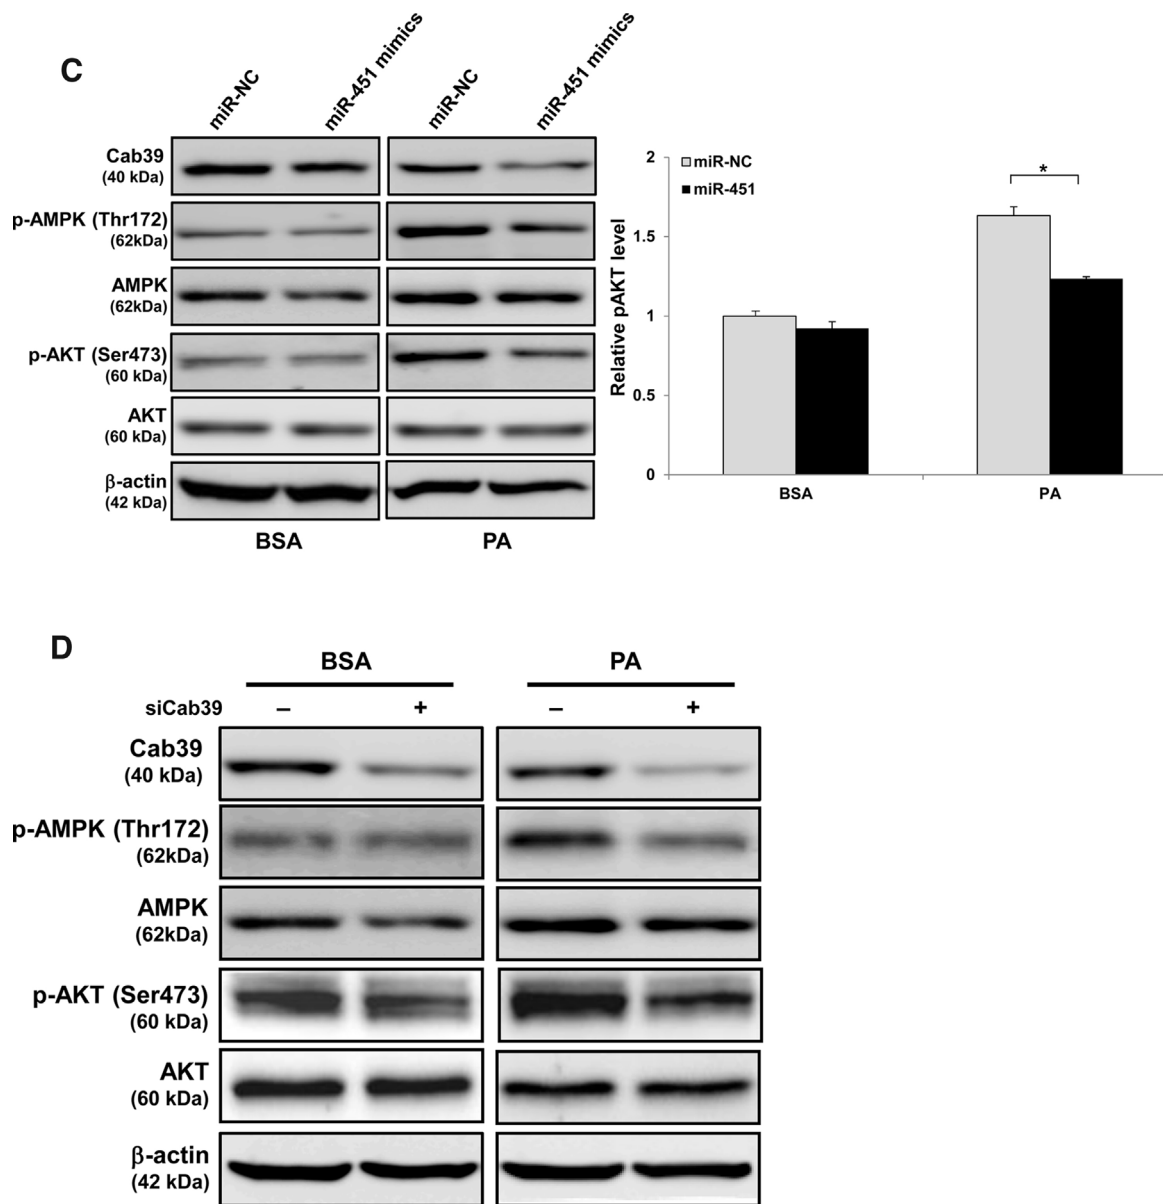 C
miR-NC
miR-451 mimics
miR-NC
miR-451 mimics
Cab39
(40 kDa)
p-AMPK (Thr172)
(62kDa)
AMPK
(62kDa)
p-AKT (Ser473)
(60 kDa)
AKT
(60 kDa)
β-actin
(42 kDa)
BSA PA
Relative pAKT level
2
1.5
1
0.5
0
miR-NC
miR-451
*
BSA PA
D
BSA PA
siCab39 – + – +
Cab39
(40 kDa)
p-AMPK (Thr172)
(62kDa)
AMPK
(62kDa)
p-AKT (Ser473)
(60 kDa)
AKT
(60 kDa)
β-actin
(42 kDa)